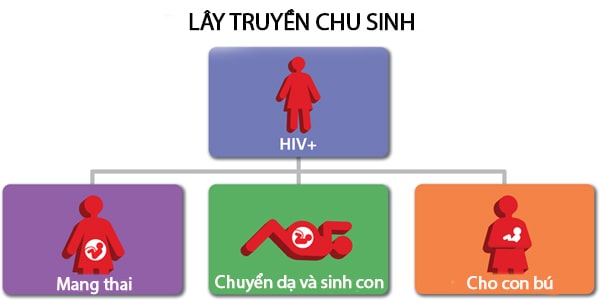 LÂY TRUYỀN CHU SINH
HIV+
Mang thai
Chuyển dạ và sinh con
Cho con bú